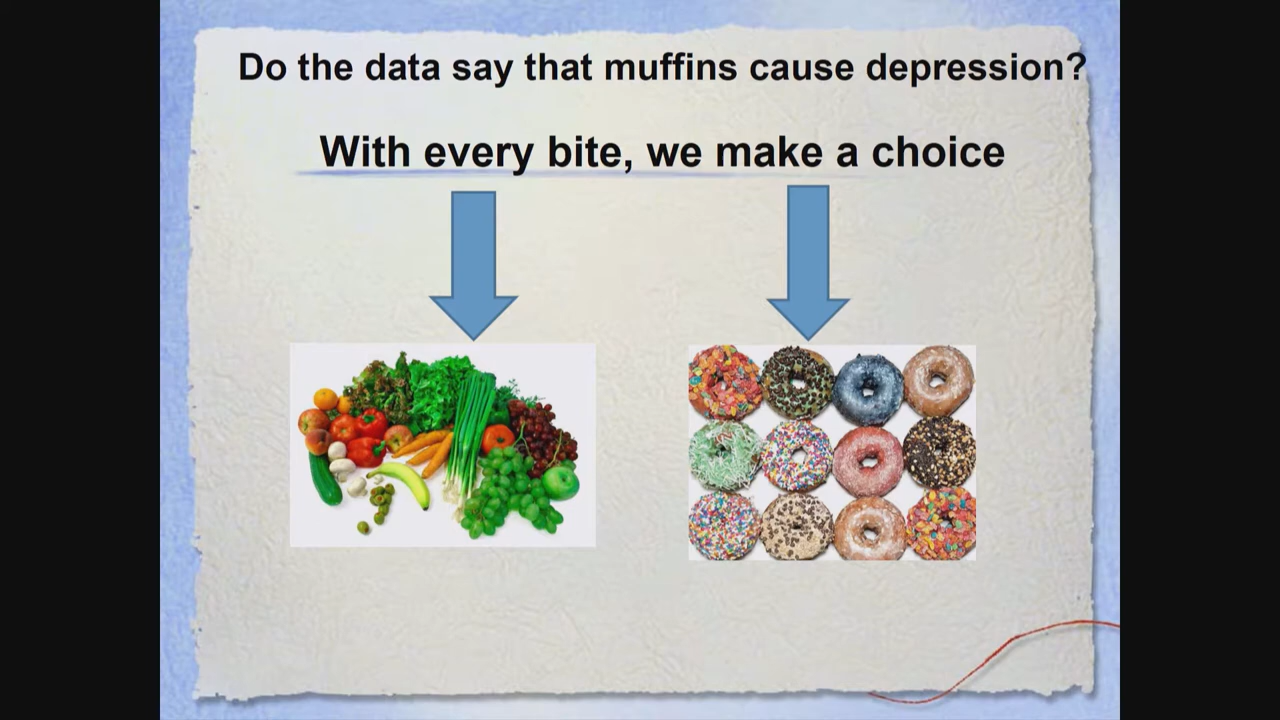 Do the data say that muffins cause depression?
With every bite, we make a choice